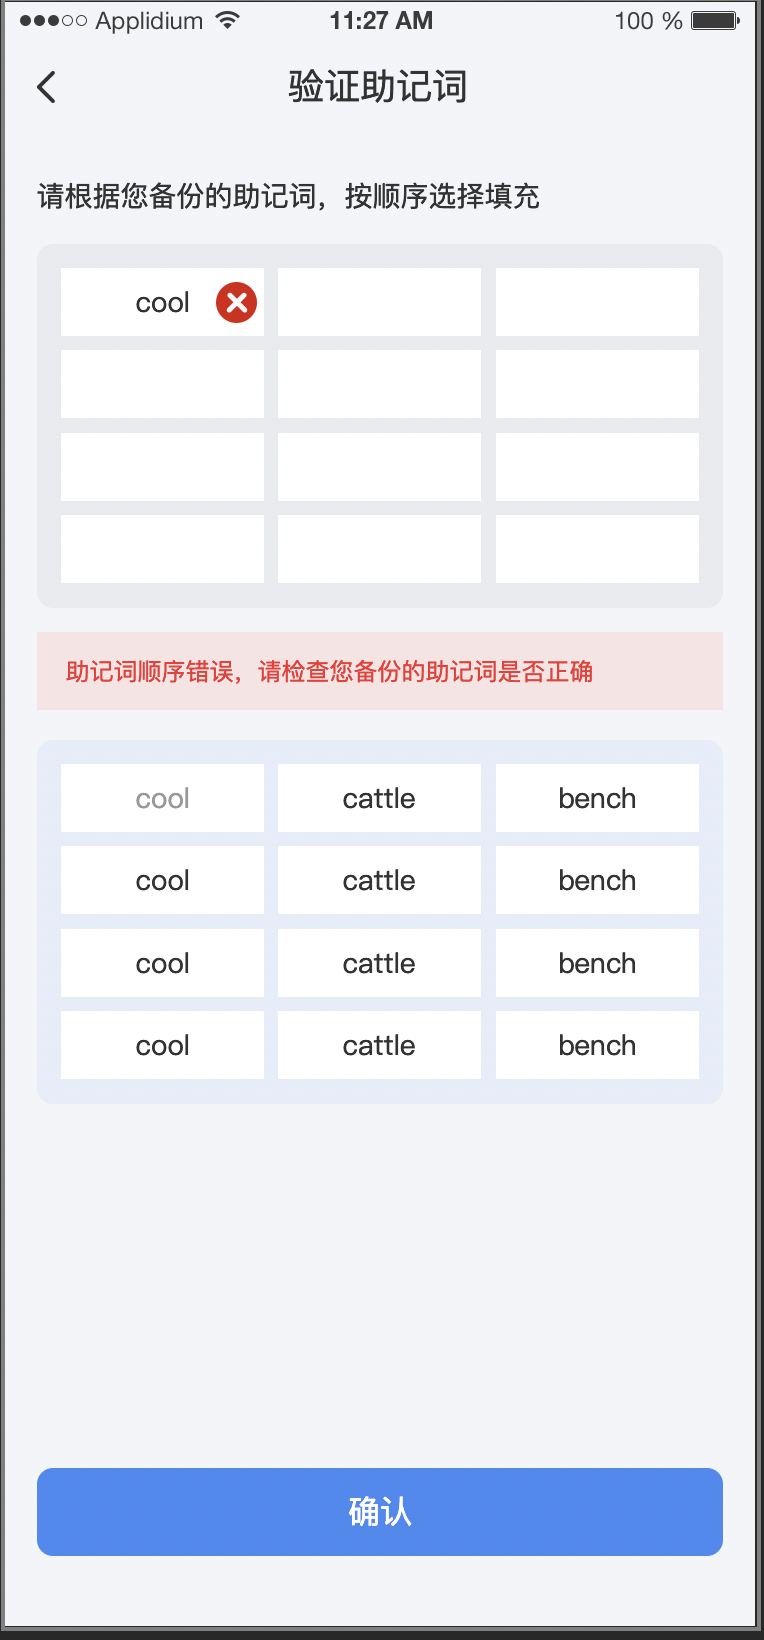 Applidium 11:27 AM 100 %
验证助记词
请根据您备份的助记词，按顺序选择填充
cool
助记词顺序错误，请检查您备份的助记词是否正确
cool cattle bench
cool cattle bench
cool cattle bench
cool cattle bench
确认